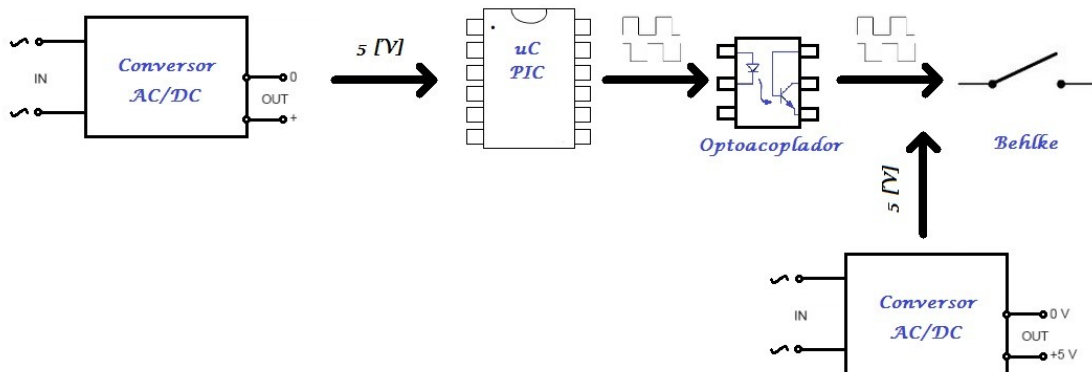 Conversor
AC/DC
IN
0
OUT
+
5 [V]
uC
PIC
Optoacoplador
Behlke
5 [V]
Conversor
AC/DC
IN
0 V
OUT
+5 V